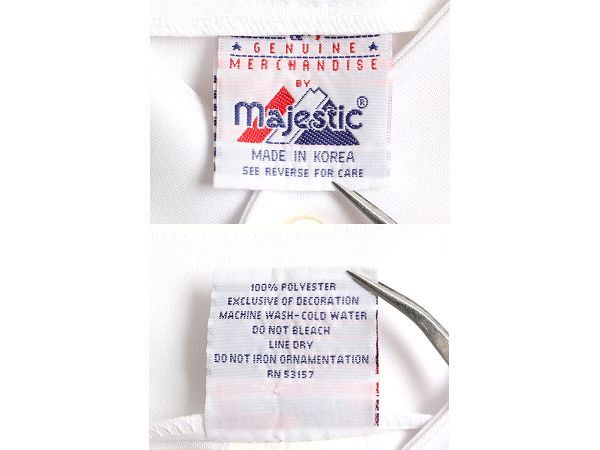 GENUINE
MERCHANDISE
BY
Majestic®
MADE IN KOREA
SEE REVERSE FOR CARE
100% POLYESTER
EXCLUSIVE OF DECORATION
MACHINE WASH-COLD WATER
DO NOT BLEACH
LINE DRY
DO NOT IRON ORNAMENTATION
RN 53157